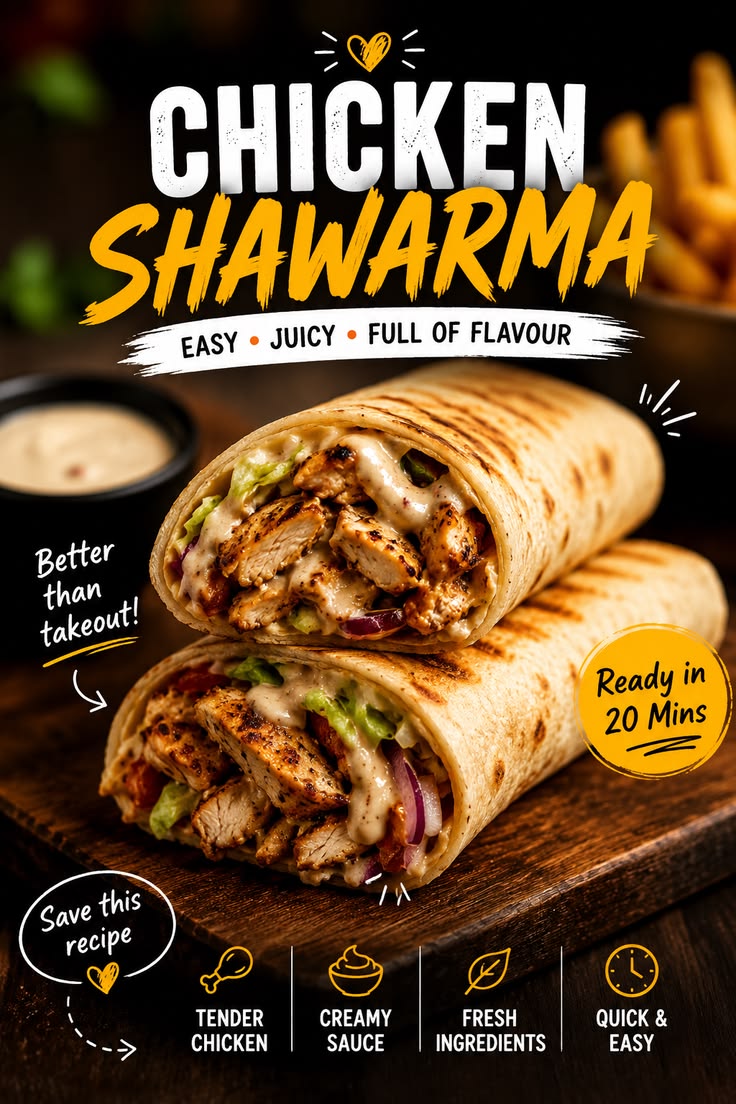 CHICKEN
SHAWARMA
EASY • JUICY • FULL OF FLAVOUR
Better
than
takeout!
Ready in
20 Mins
Save this
recipe
TENDER
CHICKEN
CREAMY
SAUCE
FRESH
INGREDIENTS
QUICK &
EASY